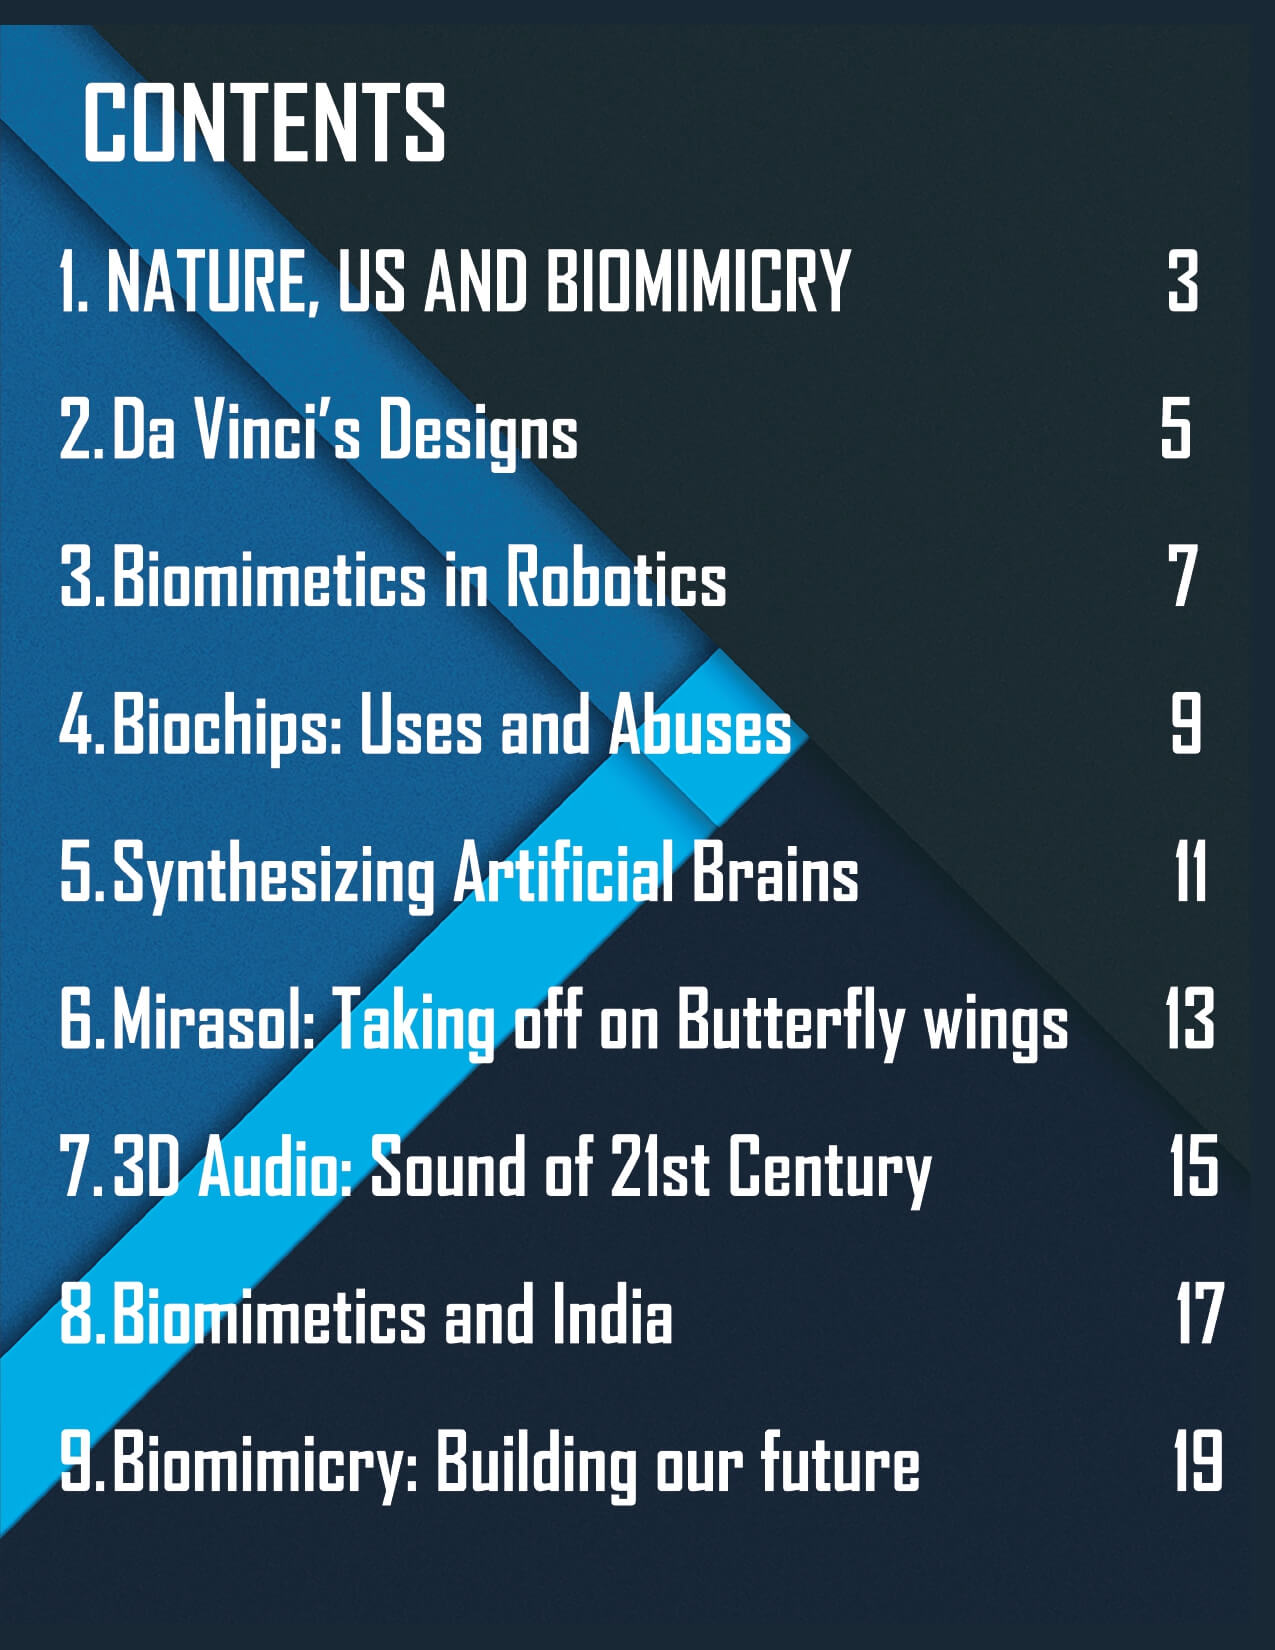 CONTENTS
1. NATURE, US AND BIOMIMICRY 3
2. Da Vinci’s Designs 5
3. Biomimetics in Robotics 7
4. Biochips: Uses and Abuses 9
5. Synthesizing Artificial Brains 11
6. Mirasol: Taking off on Butterfly wings 13
7. 3D Audio: Sound of 21st Century 15
8. Biomimetics and India 17
9. Biomimicry: Building our future 19